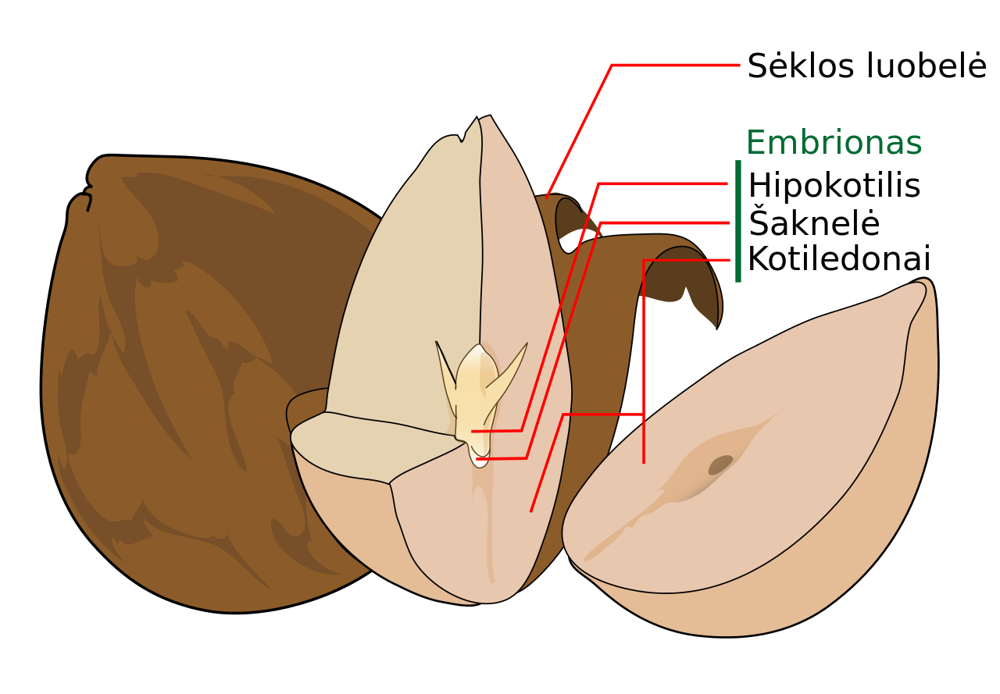 Sėklos luobelė
Embrionas
Hipokotilis
Šaknelė
Kotiledonai